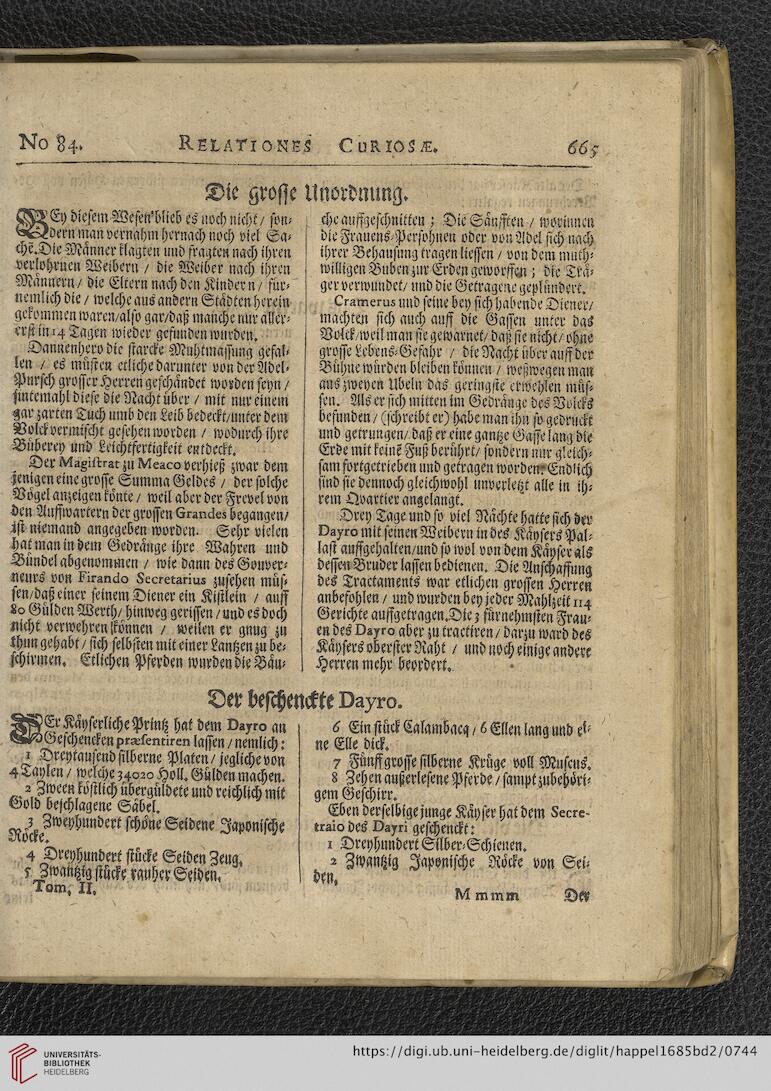 No 84. RELATIONES CURIOSÆ. 665
Die grosse Unordnung.
BEy diesem Wesen blieb es noch nicht / son-
dern man vernahm hernach noch viel Sa-
chē. Die Männer klagten und fragten nach ihren
verlohrnen Weibern / die Weiber nach ihren
Männern / die Eltern nach den Kindern / für-
nemlich die / welche aus andern Städten herein
gekommen waren / also gar / daß manche nur aller-
erst in 14 Tagen wieder gefunden wurden.
Dannenhero die starcke Muhtmassung gefal-
len / es müsten etliche darunter von der Adel-
Pursch grosser Herren geschändet worden seyn /
sintemahl diese die Nacht über / mit nur einem
gar zarten Tuch umb den Leib bedeckt / unter dem
Volck vermischt gesehen worden / wodurch ihre
Büberey und Leichtfertigkeit entdeckt.
Der Magistrat zu Meaco verhieß zwar dem
jenigen eine grosse Summa Geldes / der solche
Vögel anzeigen könte / weil aber der Frevel von
den Auffwartern der grossen Grandes begangen /
ist niemand angegeben worden. Sehr vielen
hat man in dem Gedränge ihre Wahren und
Bündel abgenommen / wie dann des Gouver-
neurs von Firando Secretarius zusehen müs-
sen / daß einer seinem Diener ein Kistlein / auff
80 Gülden Werth / hinweg gerissen / und es doch
nicht verwehren können / weilen er gnug zu
thun gehabt / sich selbsten mit einer Lantzen zu be-
schirmen. Etlichen Pferden wurden die Bäu-
che auffgeschnitten ; Die Sänfften / worinnen
die Frauens-Persohnen oder von Adel sich nach
ihrer Behausung tragen liessen / von dem muth-
willigen Buben zur Erden geworffen ; die Trä-
ger verwundet / und die Getragene geplündert.
Cramerus und seine bey sich habende Diener /
machten sich auch auff die Gassen unter das
Volck / weil man sie gewarnet / daß sie nicht / ohne
grosse Lebens-Gefahr / die Nacht über auff der
Bühne würden bleiben können / weßwegen man
aus zweyen Ubeln das geringste erwehlen müs-
sen. Als er sich mitten im Gedränge des Volcks
befunden / (schreibt er) habe man ihn so gedruckt
und getrungen / daß er eine gantze Gasse lang die
Erde mit keinē Fuß berührt / sondern nur gleich-
sam fortgetrieben und getragen worden. Endlich
sind sie dennoch gleichwohl unverletzt alle in ih-
rem Qvartier angelangt.
Drey Tage und so viel Nächte hatte sich der
Dayro mit seinen Weibern in des Käysers Pal-
last auffgehalten / und so wol von dem Käyser als
dessen Bruder lassen bedienen. Die Anschaffung
des Tractaments war etlichen grossen Herren
anbefohlen / und wurden bey jeder Mahlzeit 114
Gerichte auffgetragen. Die 3 fürnehmsten Frau-
en des Dayro aber zu tractiren / darzu ward des
Käysers oberster Raht / und noch einige andere
Herren mehr beordert.
Der beschenckte Dayro.
DEr Käyserliche Printz hat dem Dayro an
Geschencken præsentiren lassen / nemlich :
1 Dreytausend silberne Platen / jegliche von
4 Taylen / welche 34020 Holl. Gülden machen.
2 Zween köstlich übergüldete und reichlich mit
Gold beschlagene Säbel.
3 Zweyhundert schöne Seidene Japonische
Röcke.
4 Dreyhundert stücke Seiden Zeug.
5 Zwantzig stücke rauher Seiden.
Tom. II.
6 Ein stück Calambacq / 6 Ellen lang und ei-
ne Elle dick.
7 Fünff grosse silberne Krüge voll Muscus.
8 Zehen außerlesene Pferde / sampt zubehöri-
gem Geschirr.
Eben derselbige junge Käyser hat dem Secre-
traio des Dayri geschenckt :
1 Dreyhundert Silber-Schienen.
2 Zwantzig Japonische Röcke von Sei-
den.
M mmm Der
UNIVERSITÄTS-
BIBLIOTHEK
HEIDELBERG
https://digi.ub.uni-heidelberg.de/diglit/happel1685bd2/0744